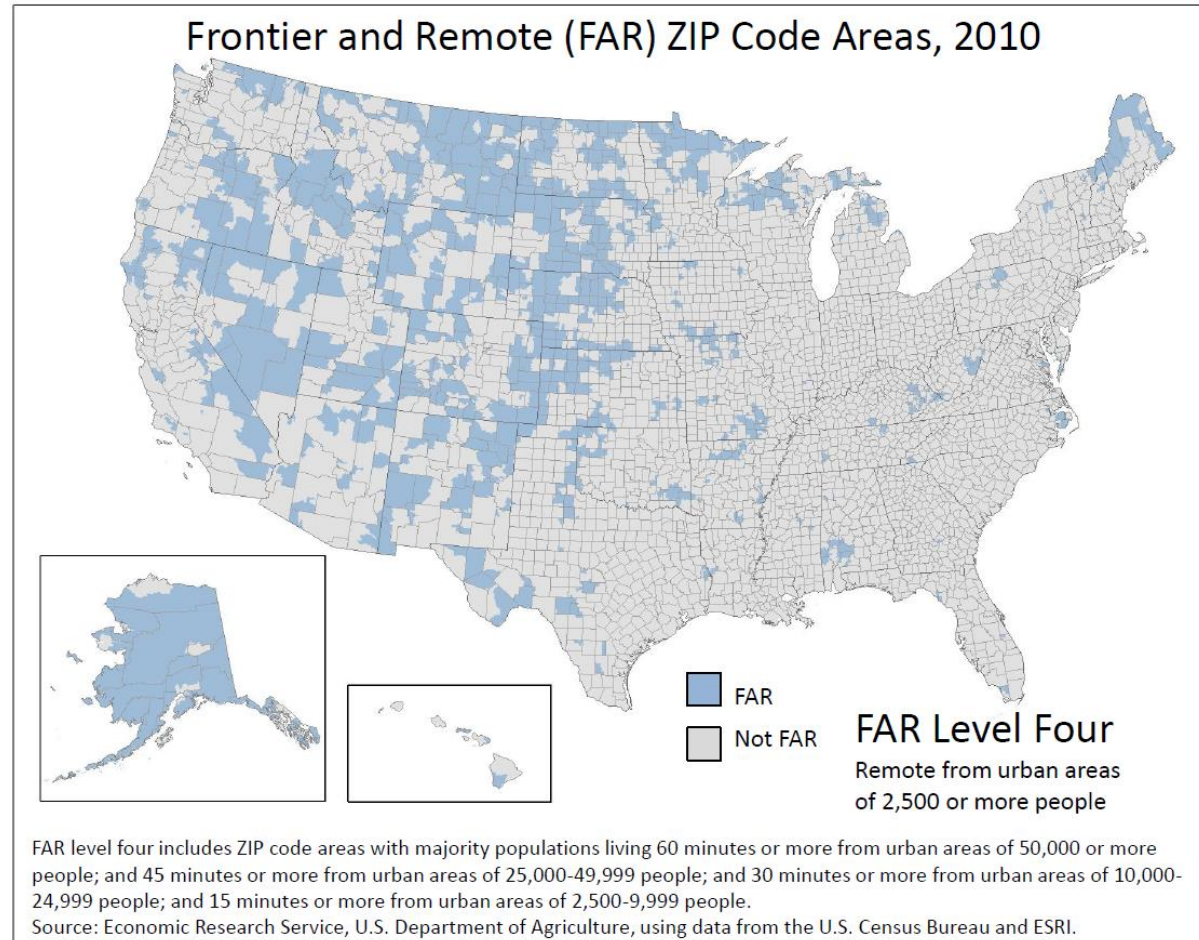 Frontier and Remote (FAR) ZIP Code Areas, 2010
FAR
Not FAR
FAR Level Four
Remote from urban areas
of 2,500 or more people
FAR level four includes ZIP code areas with majority populations living 60 minutes or more from urban areas of 50,000 or more
people; and 45 minutes or more from urban areas of 25,000-49,999 people; and 30 minutes or more from urban areas of 10,000-
24,999 people; and 15 minutes or more from urban areas of 2,500-9,999 people.
Source: Economic Research Service, U.S. Department of Agriculture, using data from the U.S. Census Bureau and ESRI.